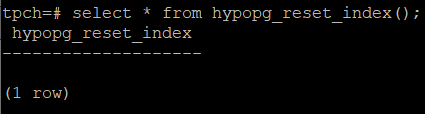 tpch=# select * from hypopg_reset_index();
 hypopg_reset_index
--------------------

(1 row)